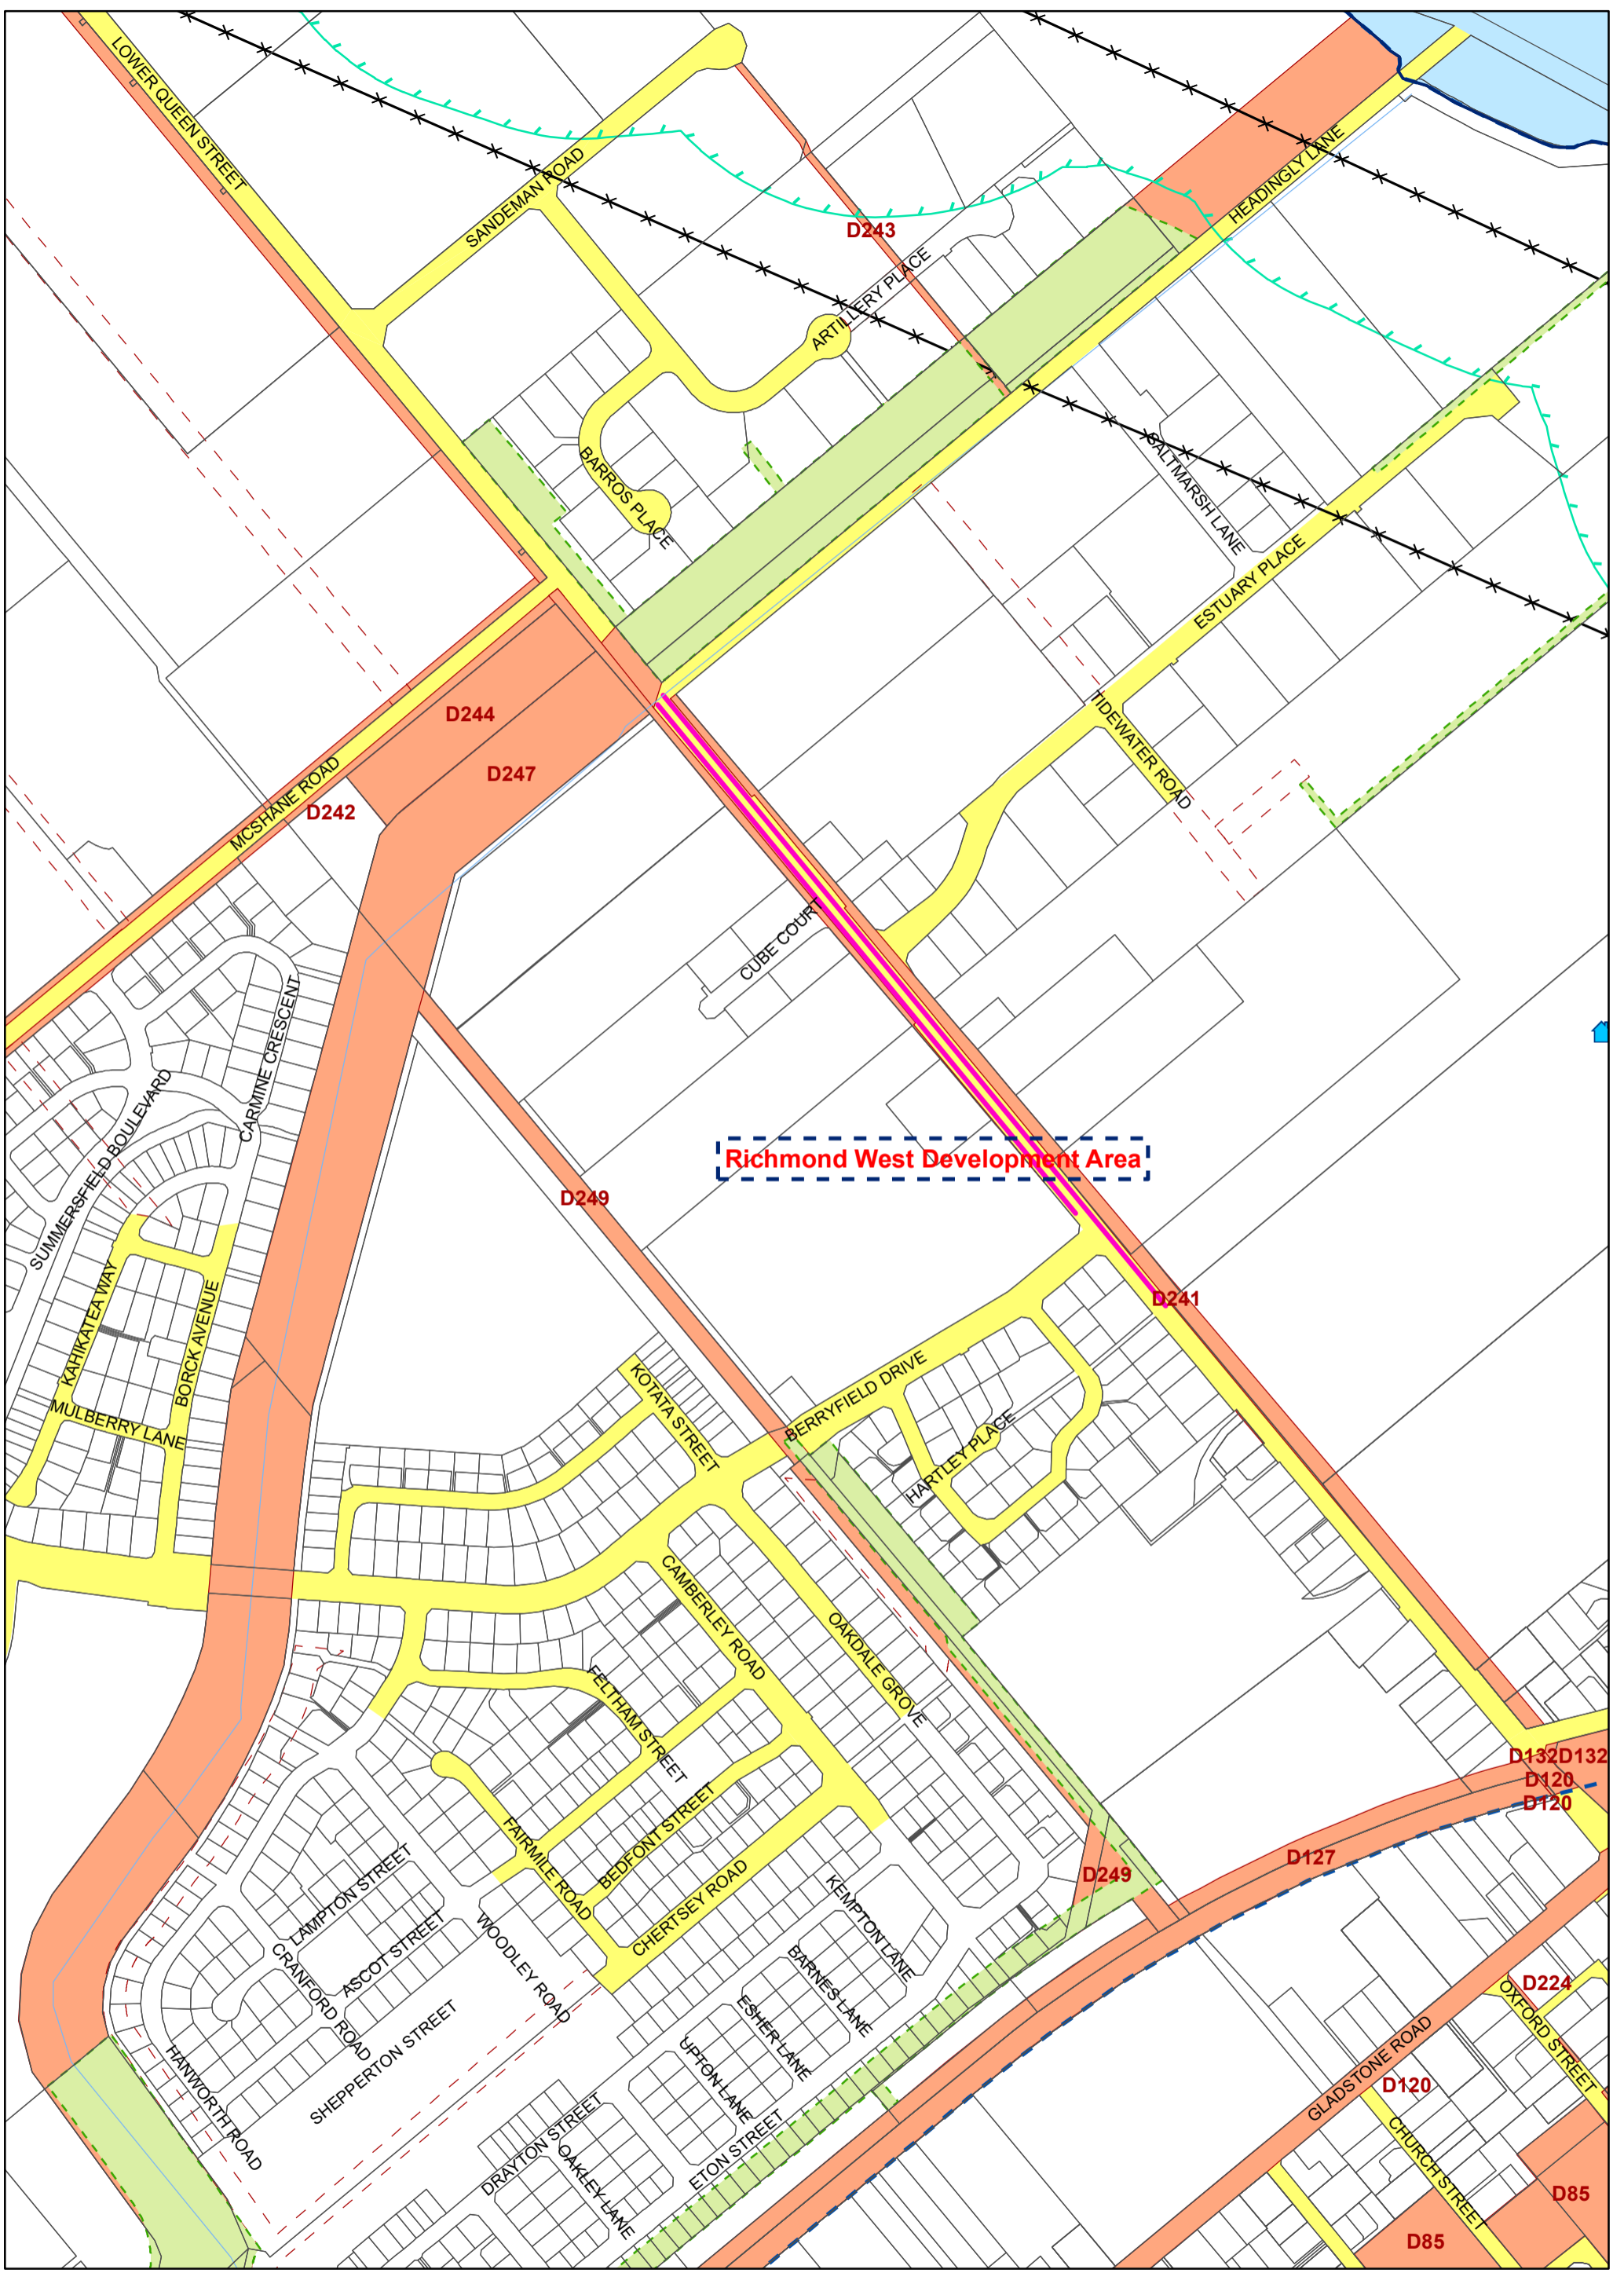 LOWER QUEEN STREET
SANDEMAN ROAD
HEADINGLY LANE
D243
ARTILLERY PLACE
BARROS PLACE
SALTMARSH LANE
ESTUARY PLACE
TIDEWATER ROAD
D244
D247
MCSHANE ROAD
D242
CUBE COURT
CARMINE CRESCENT
SUMMERSFIELD BOULEVARD
Richmond West Development Area
D249
D241
KAHIKATEA WAY
BORCK AVENUE
MULBERRY LANE
KOTATA STREET
BERRYFIELD DRIVE
HARTLEY PLACE
CAMBERLEY ROAD
OAKDALE GROVE
FELTHAM STREET
D132
D132
D120
D120
D127
D249
FAIRMILE ROAD
BEDFONT STREET
CHERTSEY ROAD
KEMPTON LANE
LAMPTON STREET
CRANFORD ROAD
ASCOT STREET
WOODLEY ROAD
BARNES LANE
ESHER LANE
UPTON LANE
SHEPPERTON STREET
HANWORTH ROAD
DRAYTON STREET
OAKLEY LANE
ETON STREET
D224
OXFORD STREET
GLADSTONE ROAD
D120
CHURCH STREET
D85
D85